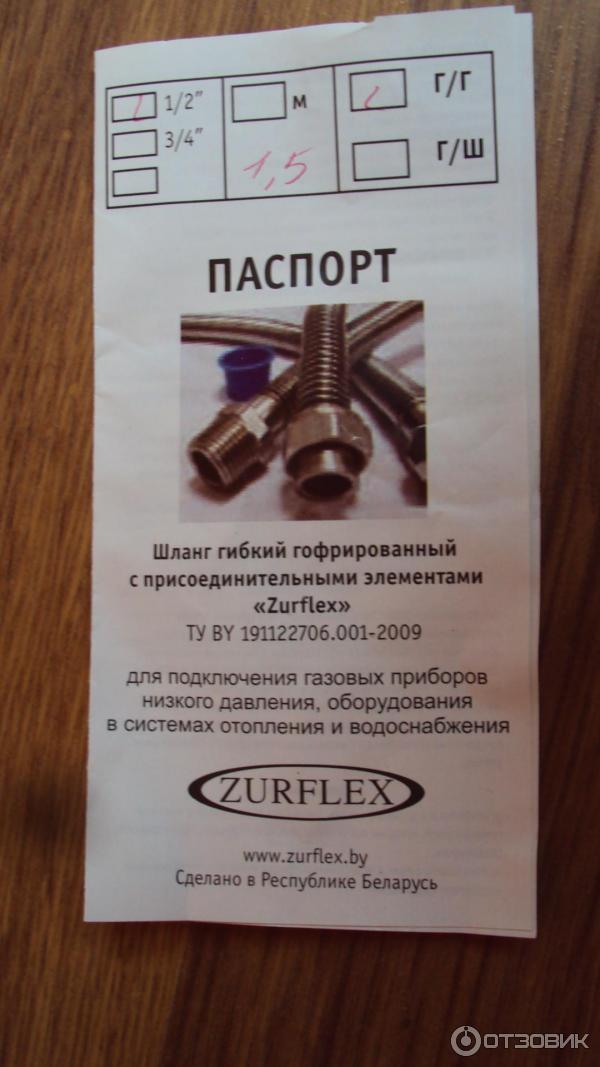 1/2" м Г/Г
3/4" 1,5 Г/Ш
ПАСПОРТ
Шланг гибкий гофрированный
с присоединительными элементами
«Zurflex»
ТУ BY 191122706.001-2009
для подключения газовых приборов
низкого давления, оборудования
в системах отопления и водоснабжения
ZURFLEX
www.zurflex.by
Сделано в Республике Беларусь
ОТЗОВИК